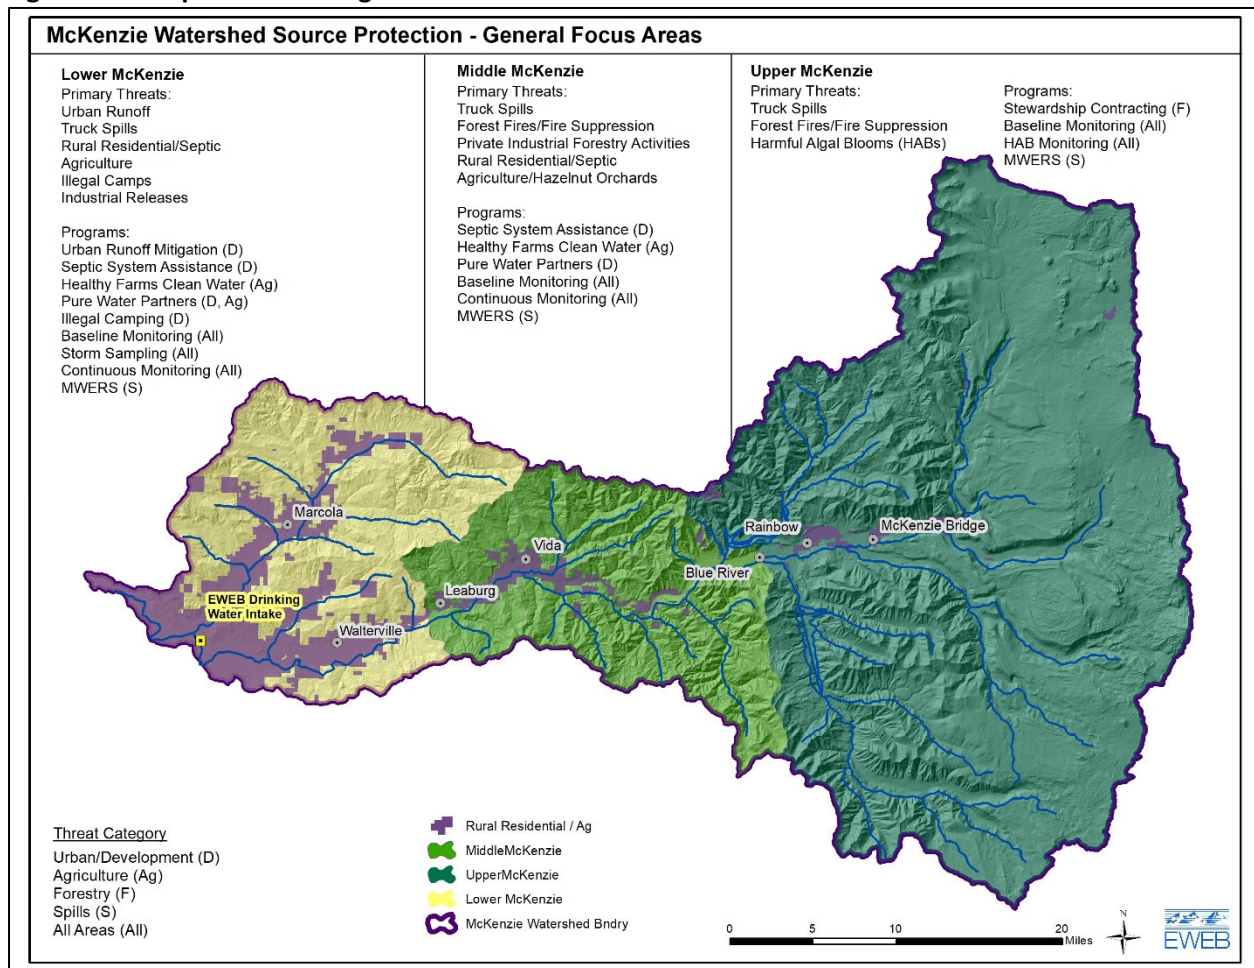 McKenzie Watershed Source Protection - General Focus Areas
Lower McKenzie
Primary Threats:
Urban Runoff
Truck Spills
Rural Residential/Septic
Agriculture
Illegal Camps
Industrial Releases
Programs:
Urban Runoff Mitigation (D)
Septic System Assistance (D)
Healthy Farms Clean Water (Ag)
Pure Water Partners (D, Ag)
Illegal Camping (D)
Baseline Monitoring (All)
Storm Sampling (All)
Continuous Monitoring (All)
MWERS (S)
Middle McKenzie
Primary Threats:
Truck Spills
Forest Fires/Fire Suppression
Private Industrial Forestry Activities
Rural Residential/Septic
Agriculture/Hazelnut Orchards
Programs:
Septic System Assistance (D)
Healthy Farms Clean Water (Ag)
Pure Water Partners (D)
Baseline Monitoring (All)
Continuous Monitoring (All)
MWERS (S)
Upper McKenzie
Primary Threats:
Truck Spills
Forest Fires/Fire Suppression
Harmful Algal Blooms (HABs)
Programs:
Stewardship Contracting (F)
Baseline Monitoring (All)
HAB Monitoring (All)
MWERS (S)
Marcola
Rainbow
McKenzie Bridge
Vida
Blue River
Leaburg
EWEB Drinking
Water Intake
Walterville
Threat Category
Urban/Development (D)
Agriculture (Ag)
Forestry (F)
Spills (S)
All Areas (All)
Rural Residential / Ag
MiddleMcKenzie
UpperMcKenzie
Lower McKenzie
McKenzie Watershed Bndry
0 5 10 20
Miles
N
EWEB